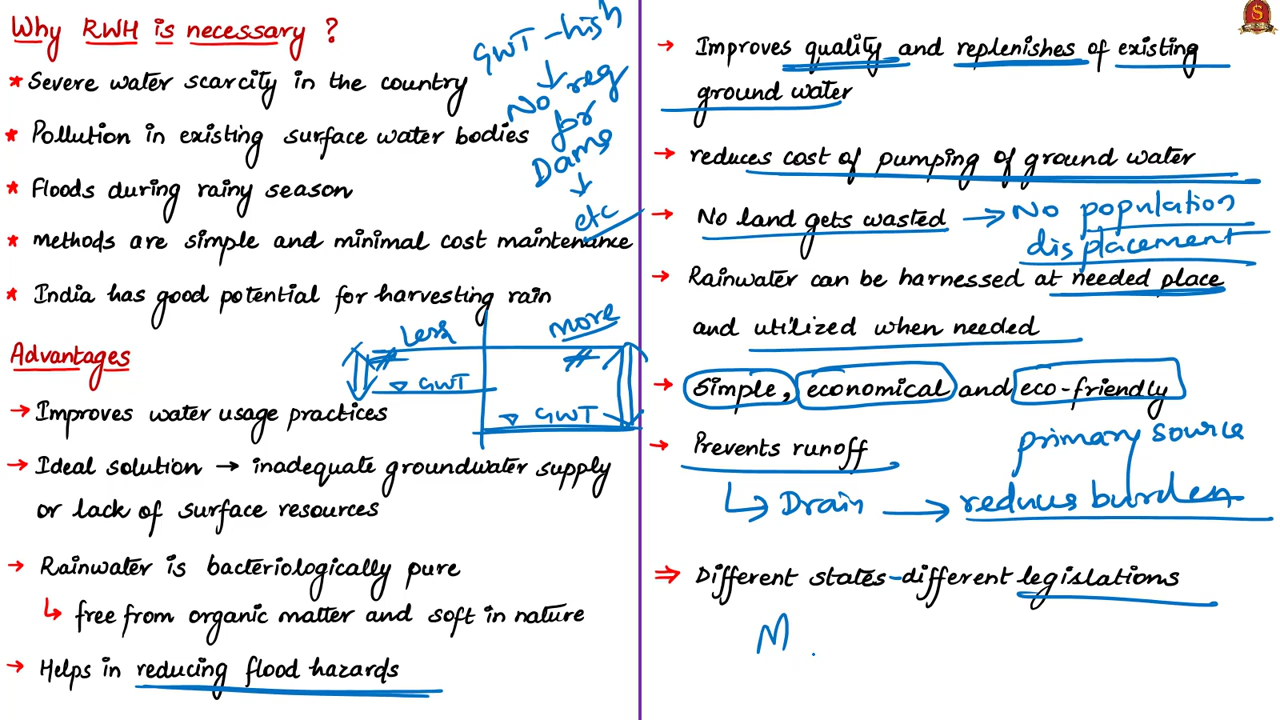 Why RWH is necessary ?
* Severe water scarcity in the country
* Pollution in existing surface water bodies
* Floods during rainy season
* methods are simple and minimal cost maintenance
* India has good potential for harvesting rain
GWT - high
↓
No req
for
Dams
↓
etc
Less
more
GWT
GWT
Advantages
→ Improves water usage practices
→ Ideal solution → inadequate groundwater supply
or lack of surface resources
→ Rainwater is bacteriologically pure
↳ free from organic matter and soft in nature
→ Helps in reducing flood hazards
→ Improves quality and replenishes of existing
ground water
→ reduces cost of pumping of ground water
→ No land gets wasted → No population
displacement
→ Rainwater can be harnessed at needed place
and utilized when needed
→ Simple, economical and eco-friendly
→ Prevents runoff
primary source
↳ Drain → reduces burden
⇒ Different states - different legislations
M
S